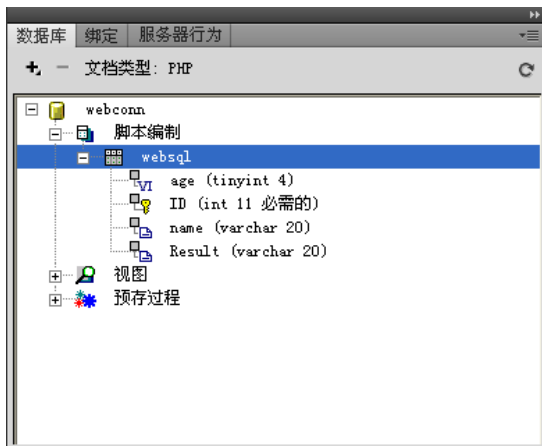 数据库 绑定 服务器行为
文档类型: PHP
webconn
脚本编制
websql
age (tinyint 4)
ID (int 11 必需的)
name (varchar 20)
Result (varchar 20)
视图
预存过程